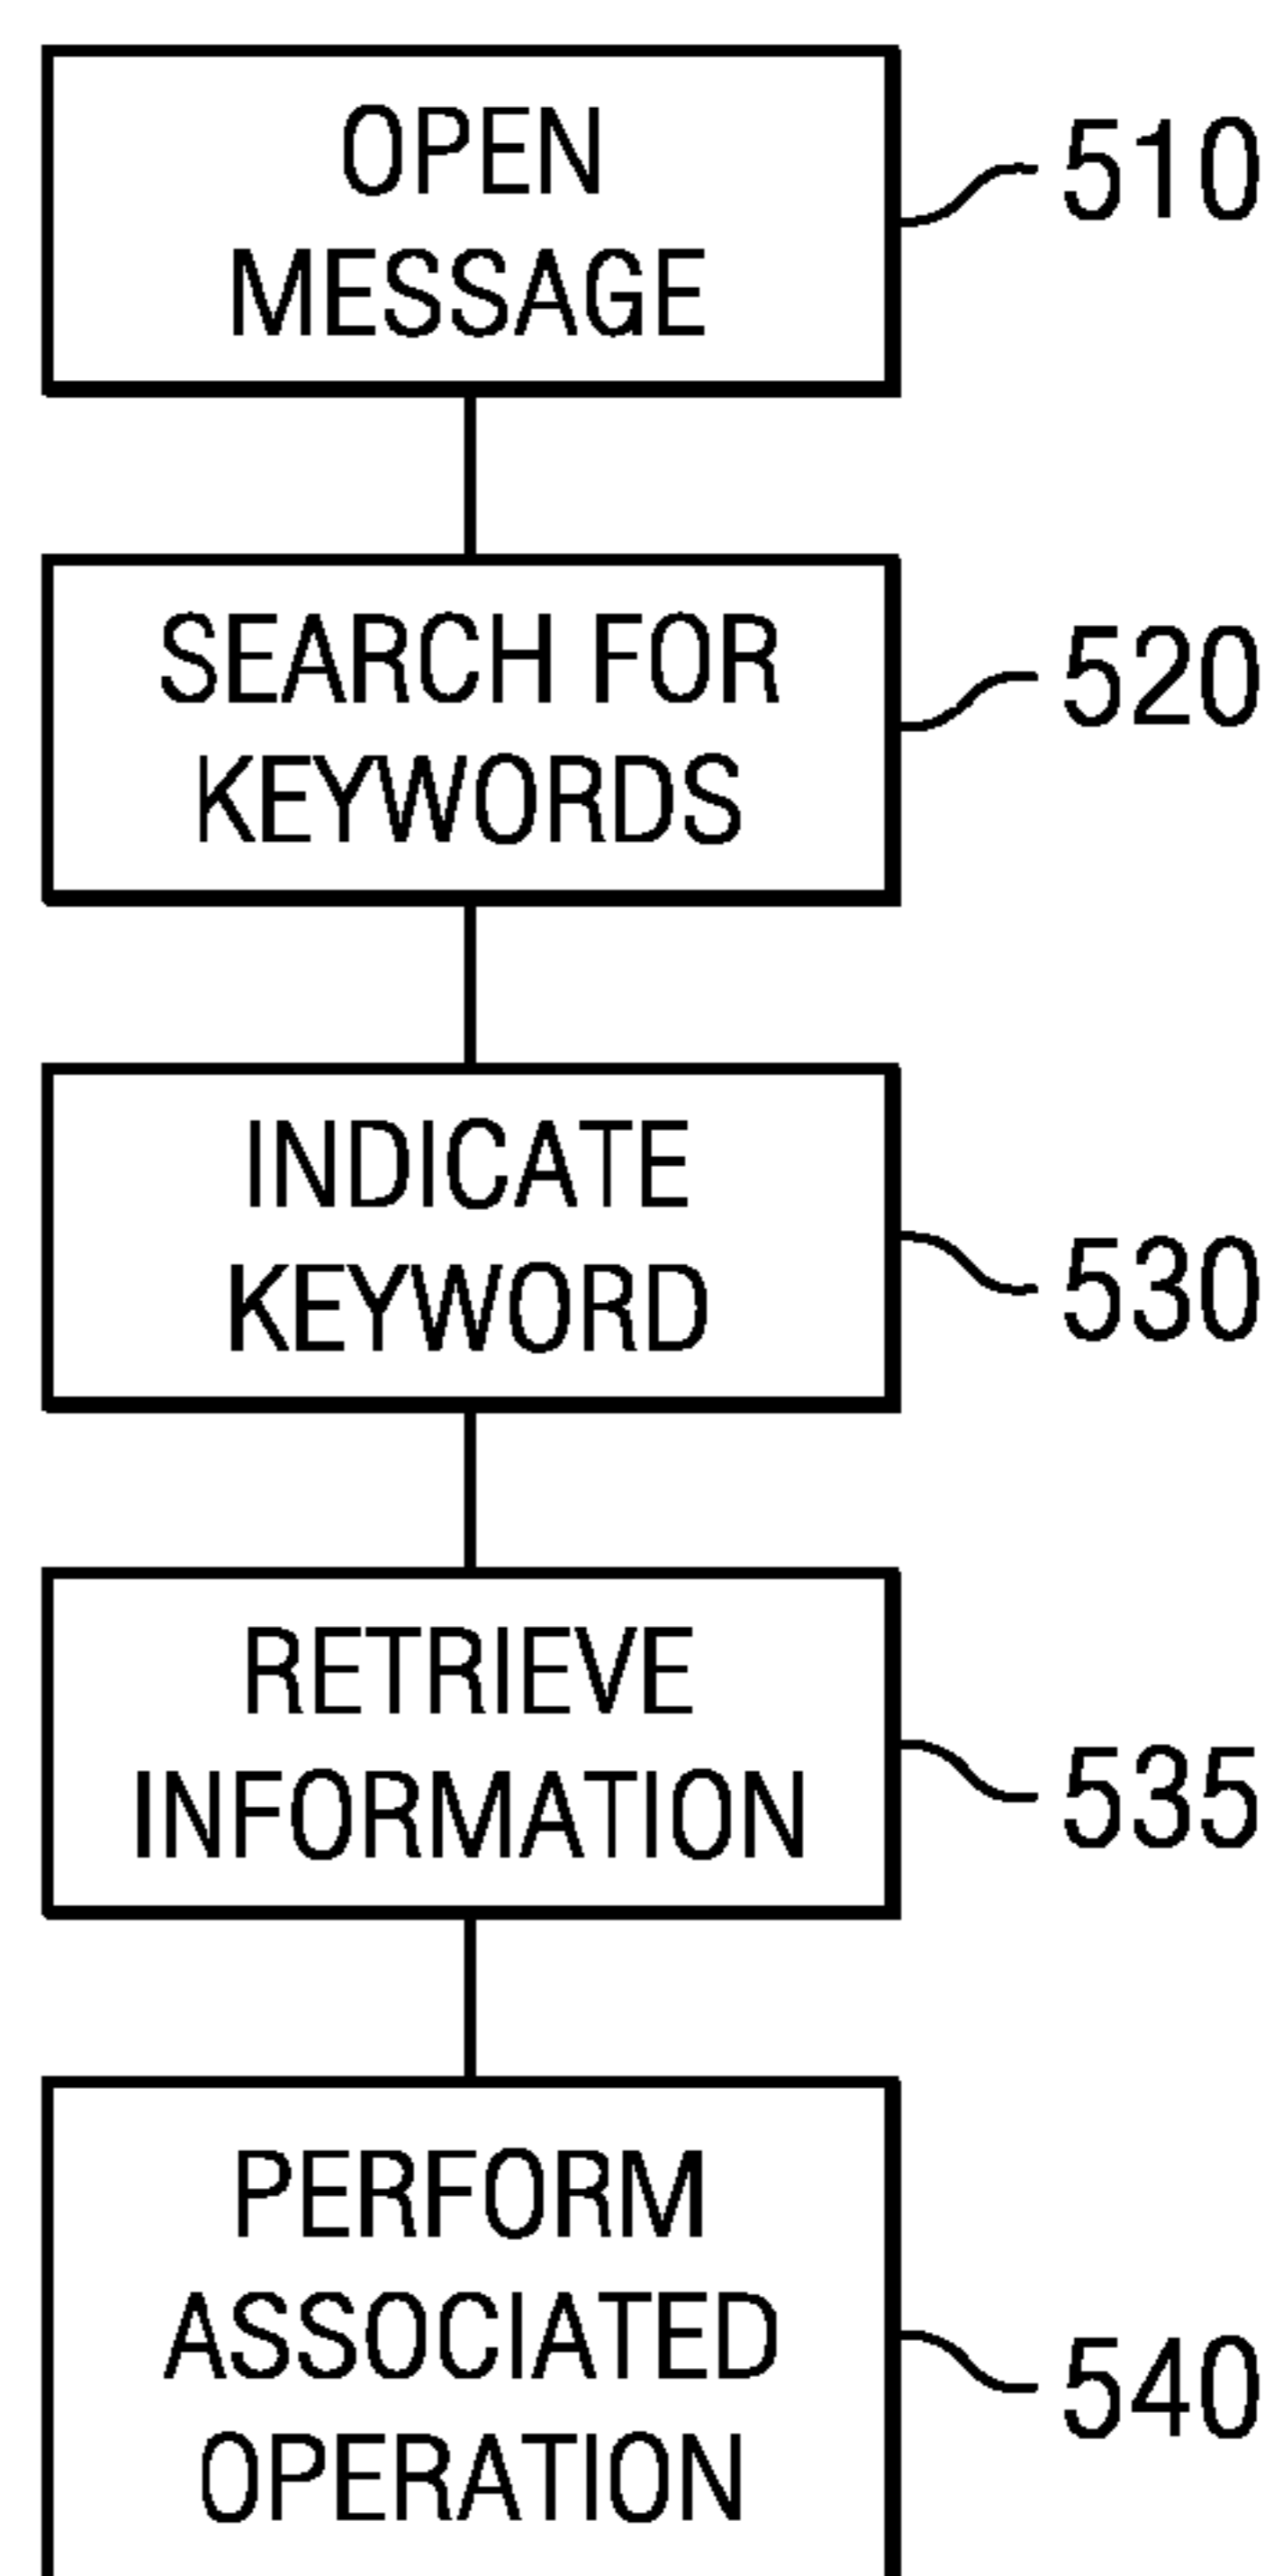 OPEN
MESSAGE
510
SEARCH FOR
KEYWORDS
520
INDICATE
KEYWORD
530
RETRIEVE
INFORMATION
535
PERFORM
ASSOCIATED
OPERATION
540